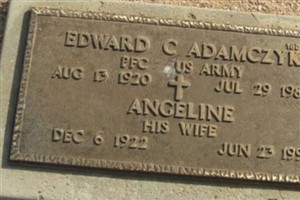 EDWARD C ADAMCZYK
PFC US ARMY
AUG 13 1920 JUL 29
ANGELINE
HIS WIFE
DEC 6 1922 JUN 23